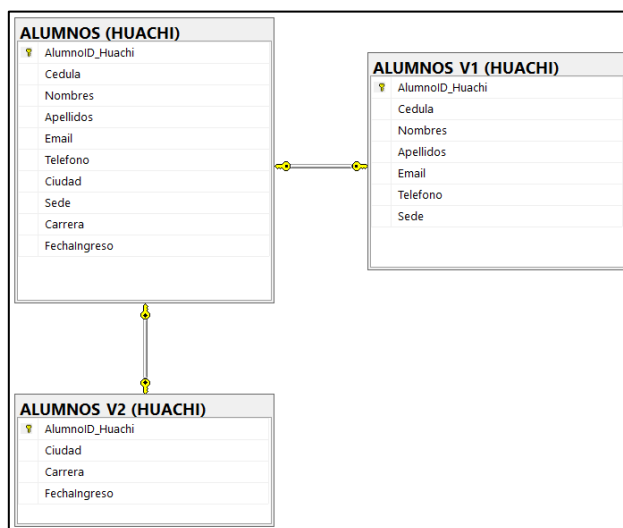 ALUMNOS (HUACHI)
AlumnoID_Huachi
Cedula
Nombres
Apellidos
Email
Telefono
Ciudad
Sede
Carrera
FechaIngreso
ALUMNOS V1 (HUACHI)
AlumnoID_Huachi
Cedula
Nombres
Apellidos
Email
Telefono
Sede
ALUMNOS V2 (HUACHI)
AlumnoID_Huachi
Ciudad
Carrera
FechaIngreso